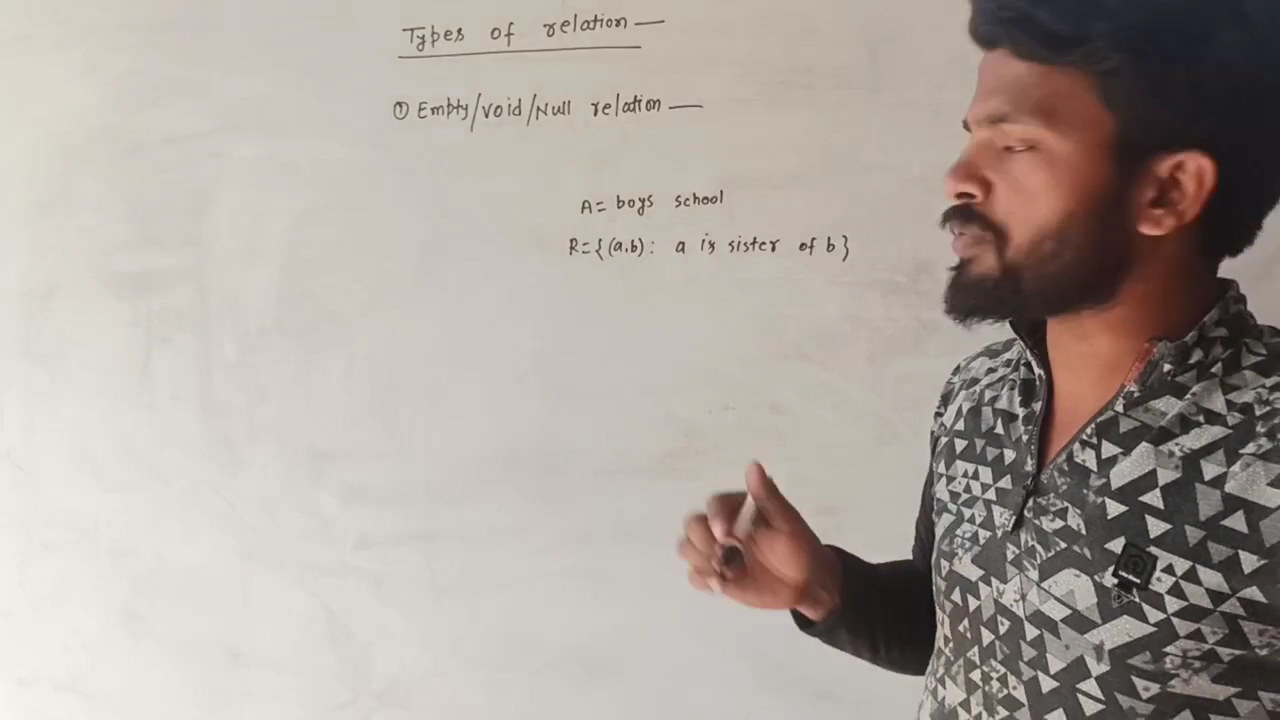 Types of relation —
① Empty/void/Null relation —
A= boys school
R={(a,b): a is sister of b}